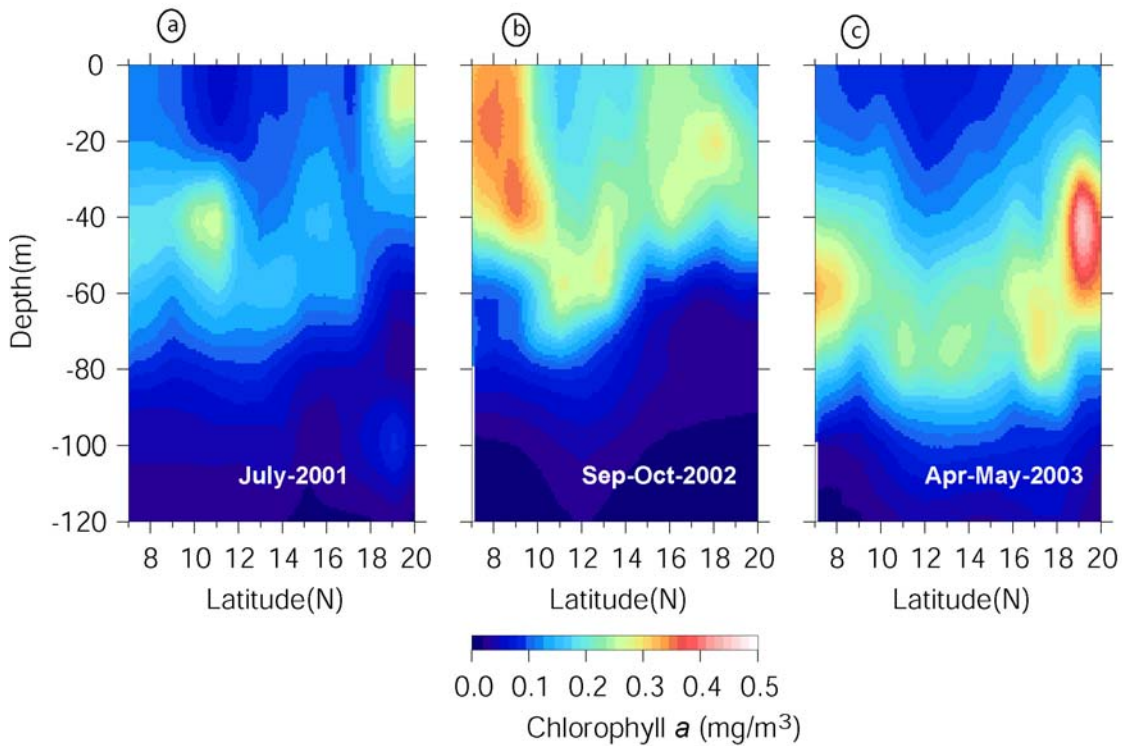 a
b
c
0
-20
-40
-60
-80
-100
-120
Depth(m)
July-2001
Sep-Oct-2002
Apr-May-2003
8 10 12 14 16 18 20
8 10 12 14 16 18 20
8 10 12 14 16 18 20
Latitude(N)
Latitude(N)
Latitude(N)
0.0 0.1 0.2 0.3 0.4 0.5
Chlorophyll a (mg/m³)